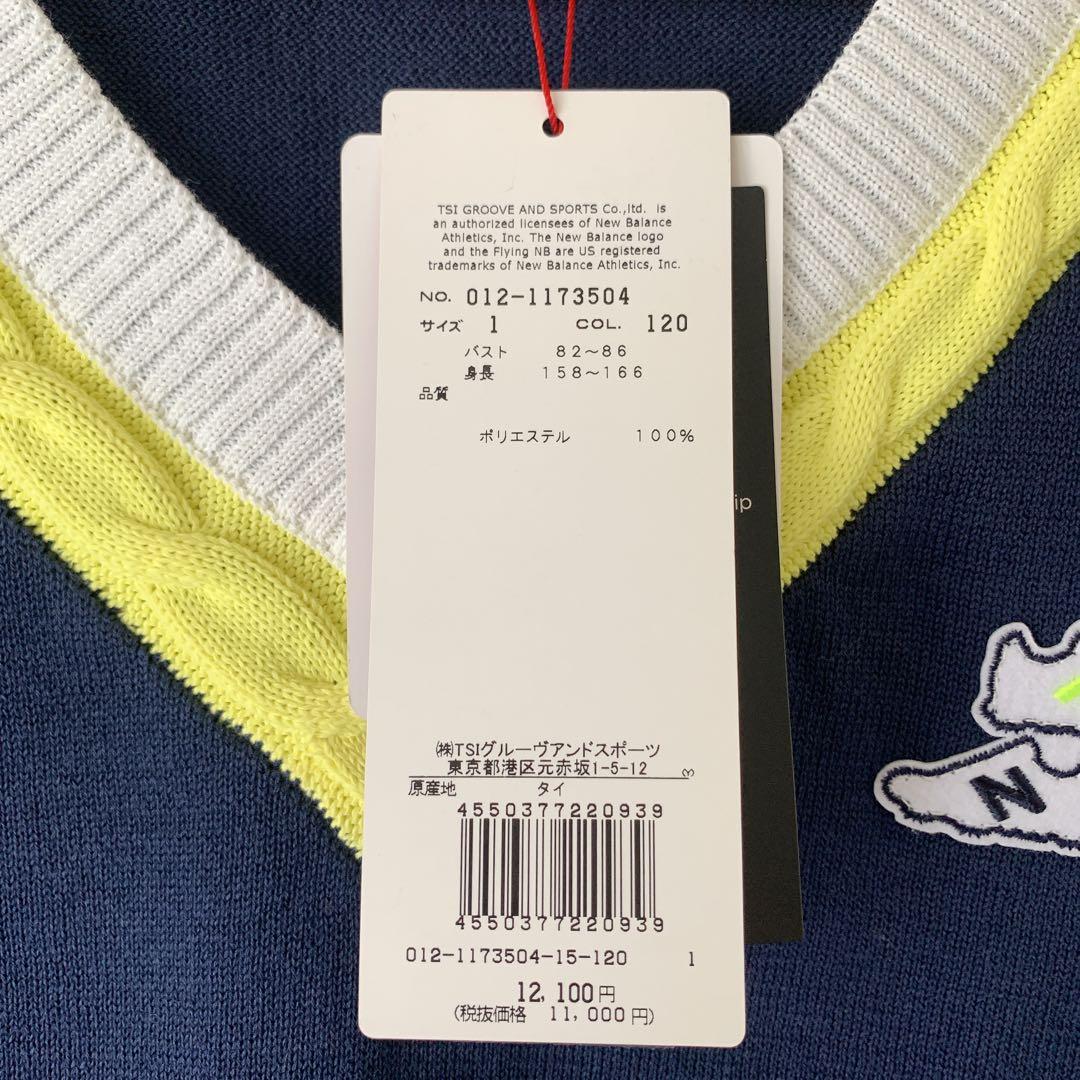 TSI GROOVE AND SPORTS Co.,ltd. is
an authorized licensees of New Balance
Athletics, Inc. The New Balance logo
and the Flying NB are US registered
trademarks of New Balance Athletics, Inc.
NO. 012-1173504
サイズ 1 COL. 120
バスト 82～86
身長 158～166
品質
ポリエステル 100%
㈱TSIグルーヴアンドスポーツ
東京都港区元赤坂1-5-12
原産地 タイ
4550377220939
4550377220939
012-1173504-15-120 1
12,100円
(税抜価格 11,000円)
ip
N